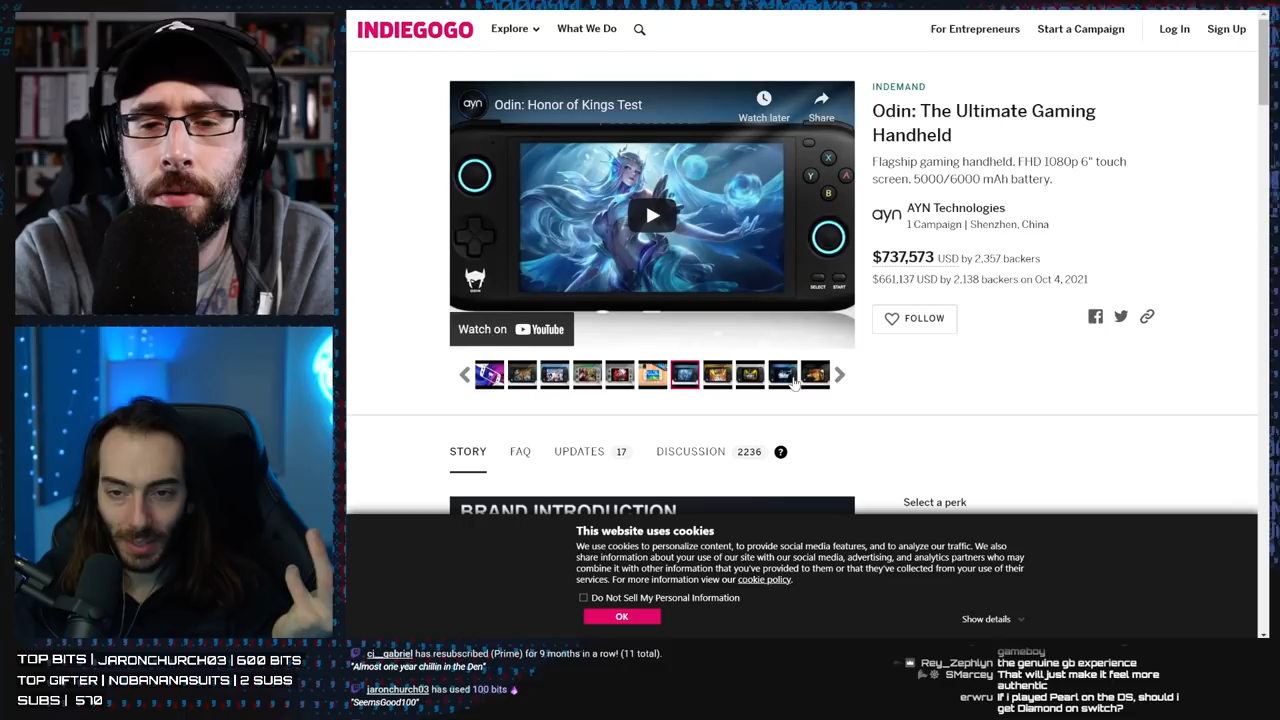 INDIEGOGO
Explore
What We Do
For Entrepreneurs
Start a Campaign
Log In
Sign Up
ayn
Odin: Honor of Kings Test
Watch later
Share
X
Y
A
B
SELECT
START
Watch on YouTube
INDEMAND
Odin: The Ultimate Gaming
Handheld
Flagship gaming handheld. FHD 1080p 6" touch
screen. 5000/6000 mAh battery.
ayn
AYN Technologies
1 Campaign | Shenzhen, China
$737,573 USD by 2,357 backers
$661,137 USD by 2,138 backers on Oct 4, 2021
FOLLOW
STORY
FAQ
UPDATES 17
DISCUSSION 2236 ?
BRAND INTRODUCTION
Select a perk
This website uses cookies
We use cookies to personalize content, to provide social media features, and to analyze our traffic. We also
share information about your use of our site with our social media, advertising, and analytics partners who may
combine it with other information that you've provided to them or that they've collected from your use of their
services. For more information view our cookie policy.
Do Not Sell My Personal Information
OK
Show details
TOP BITS | JARONCHURCH03 | 600 BITS
TOP GIFTER | NOBANANASUITS | 2 SUBS
SUBS | 570
ci__gabriel has resubscribed (Prime) for 9 months in a row! (11 total).
"Almost one year chillin in the Den"
jaronchurch03 has used 100 bits
"SeemsGood100"
gameboy
Rey_Zephlyn the genuine gb experience
SMarcey That will just make it feel more
authentic
erwru if i played Pearl on the DS, should i
get Diamond on switch?